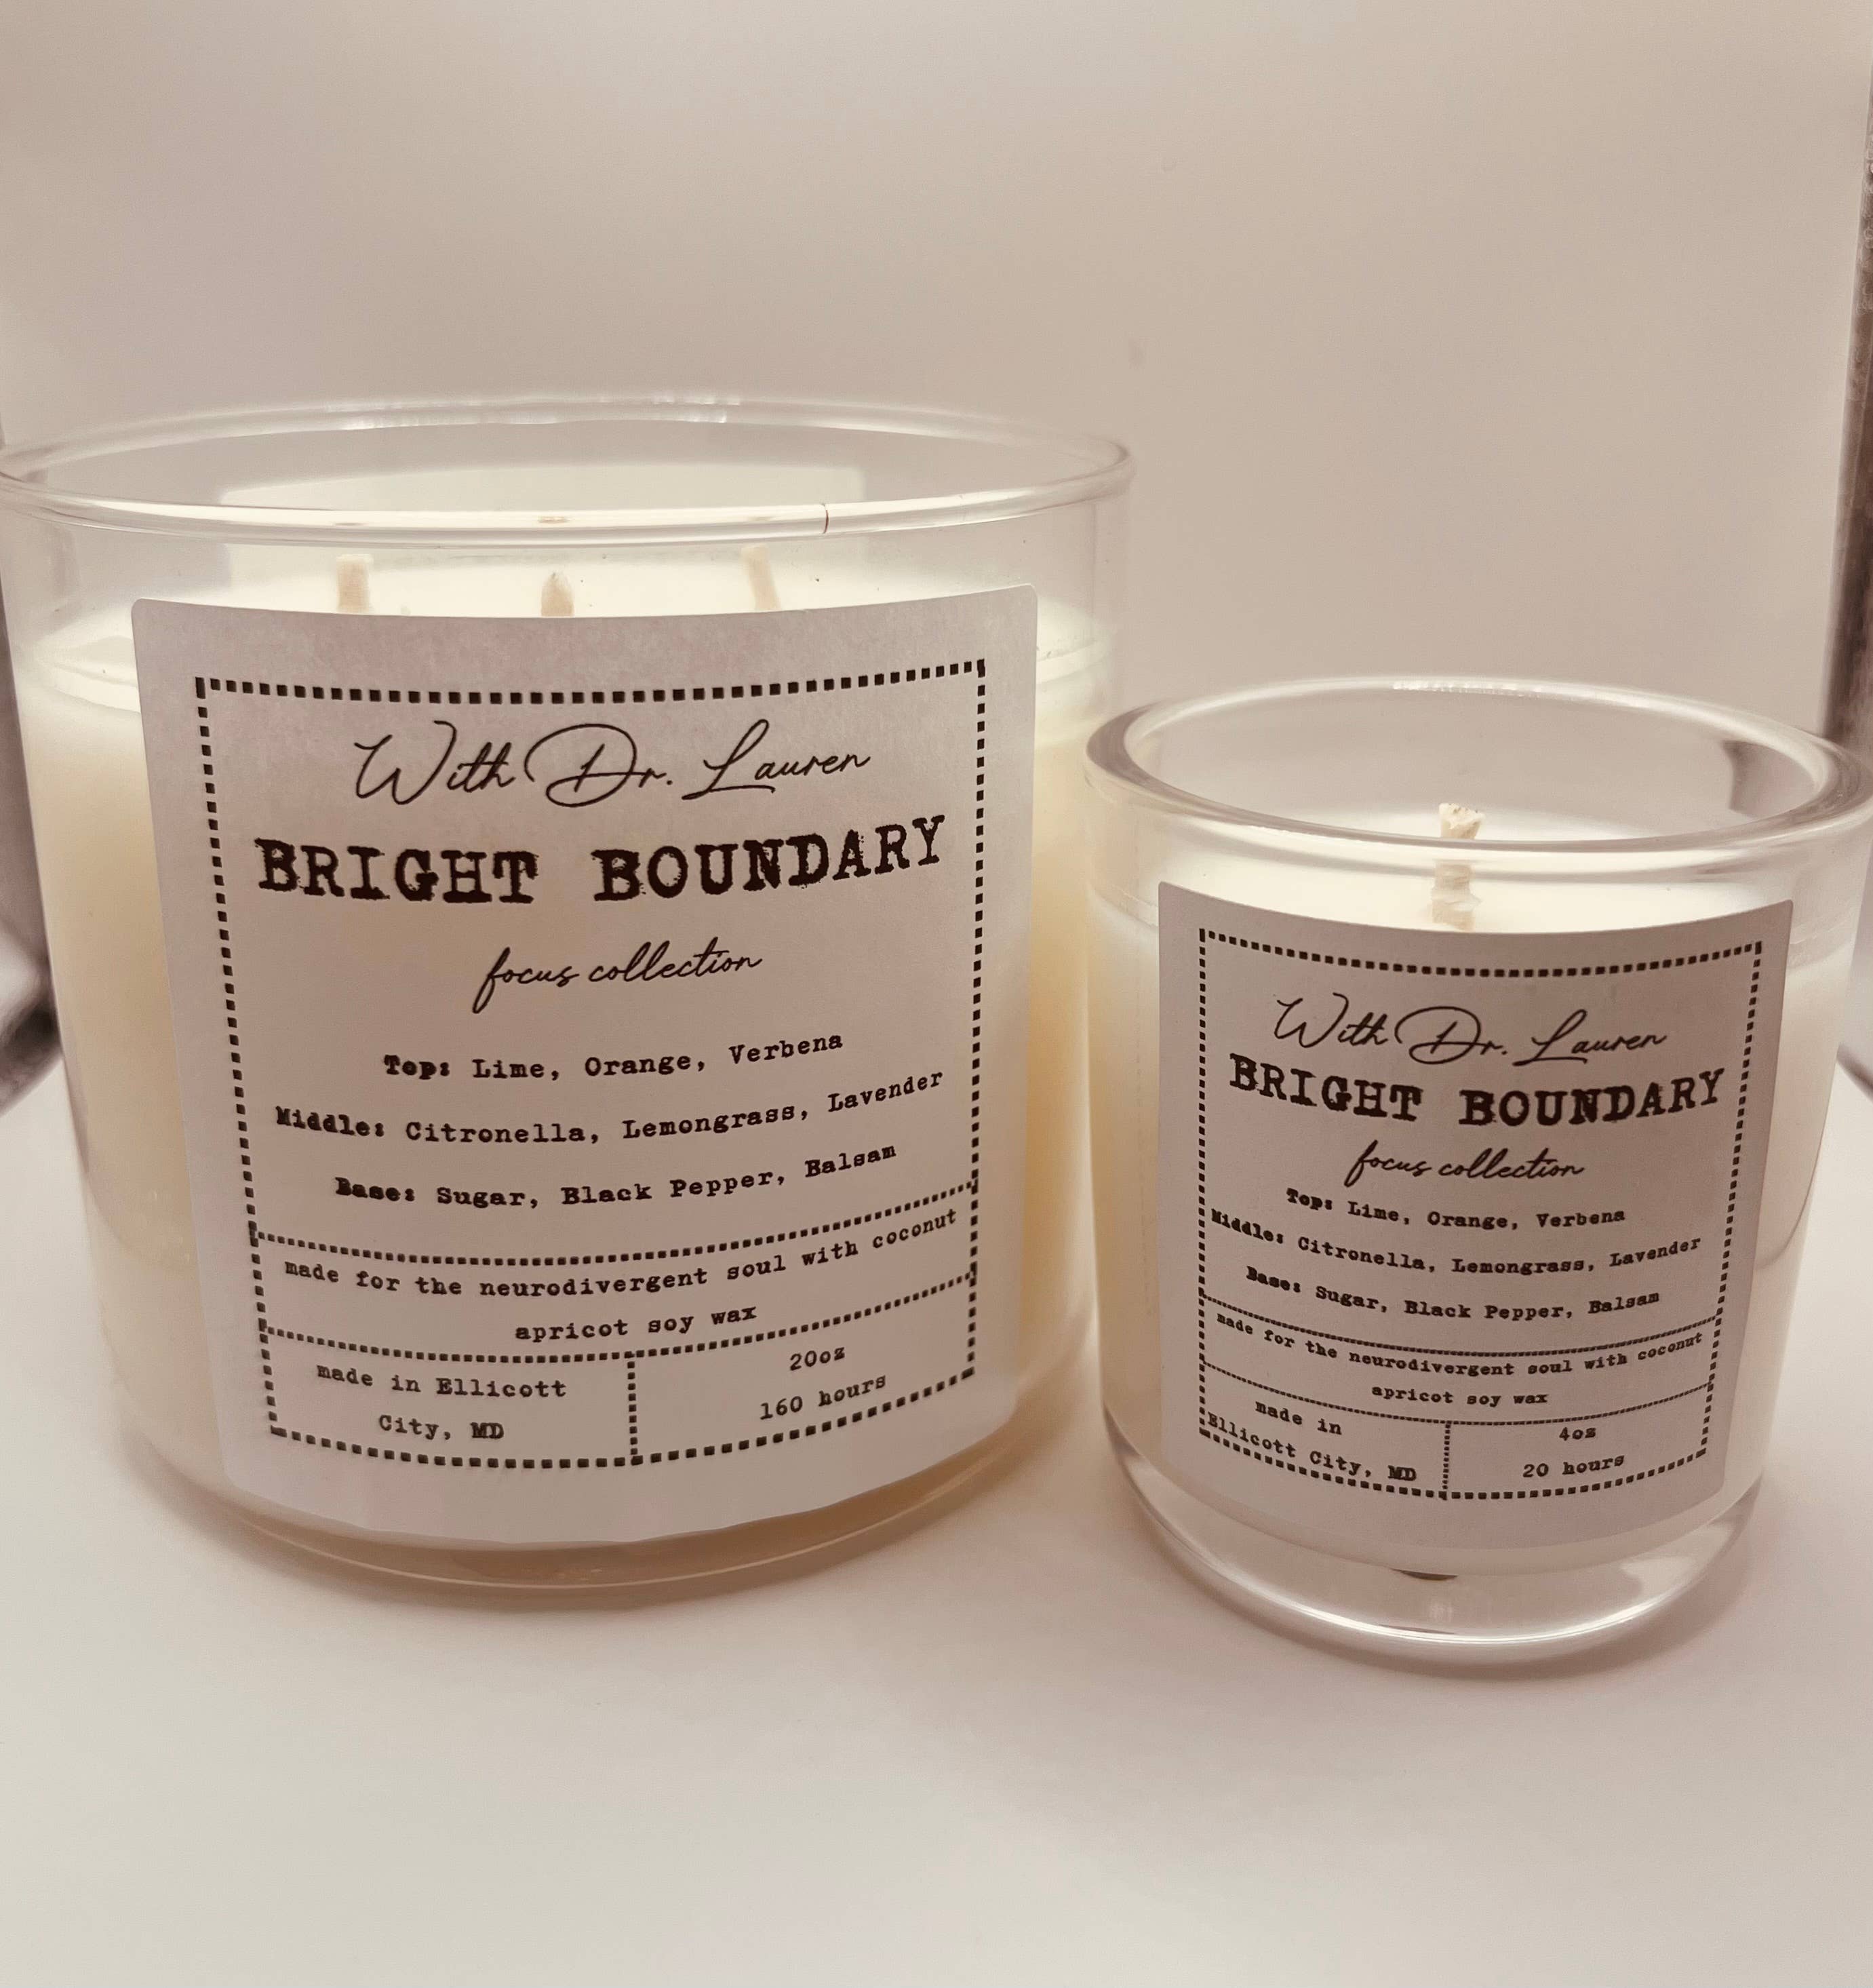 With Dr. Lauren
BRIGHT BOUNDARY
focus collection
Top: Lime, Orange, Verbena
Middle: Citronella, Lemongrass, Lavender
Base: Sugar, Black Pepper, Balsam
made for the neurodivergent soul with coconut
apricot soy wax
made in Ellicott
City, MD
20oz
160 hours
With Dr. Lauren
BRIGHT BOUNDARY
focus collection
Top: Lime, Orange, Verbena
Middle: Citronella, Lemongrass, Lavender
Base: Sugar, Black Pepper, Balsam
made for the neurodivergent soul with coconut
apricot soy wax
made in
Ellicott City, MD
4oz
20 hours